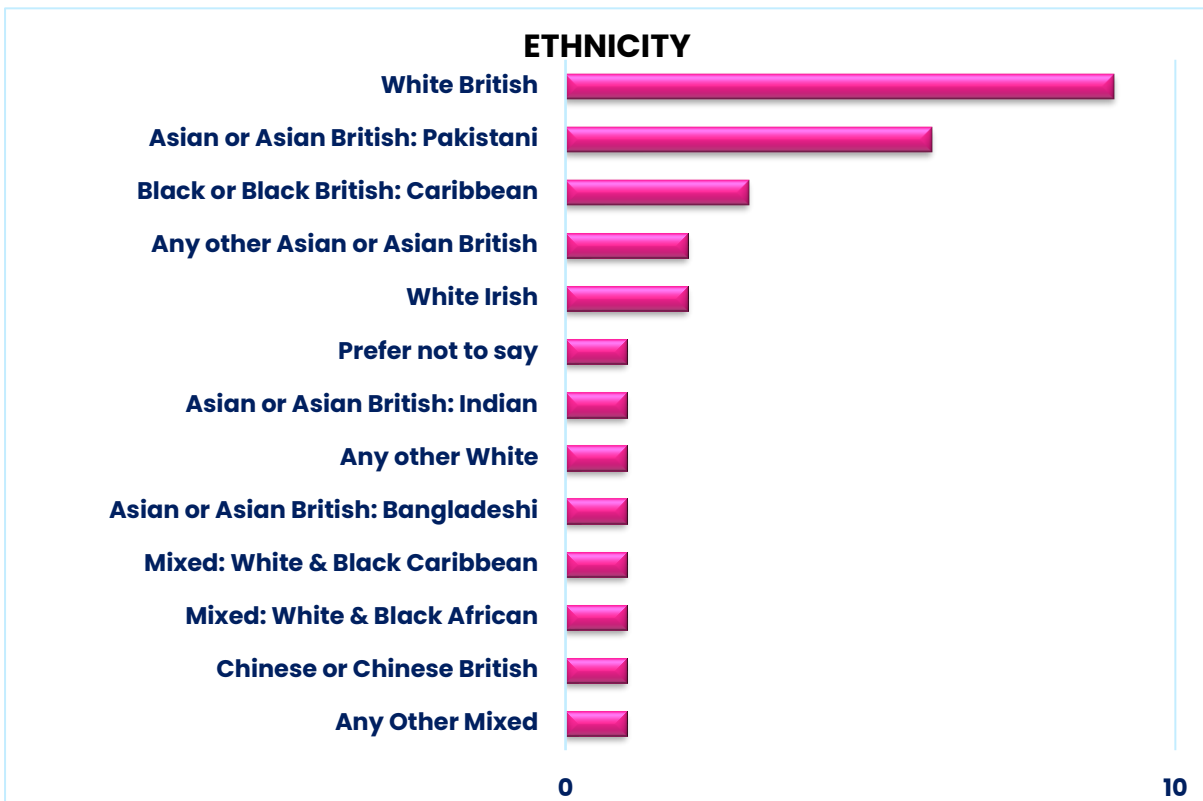 ETHNICITY
White British
Asian or Asian British: Pakistani
Black or Black British: Caribbean
Any other Asian or Asian British
White Irish
Prefer not to say
Asian or Asian British: Indian
Any other White
Asian or Asian British: Bangladeshi
Mixed: White & Black Caribbean
Mixed: White & Black African
Chinese or Chinese British
Any Other Mixed
0 10